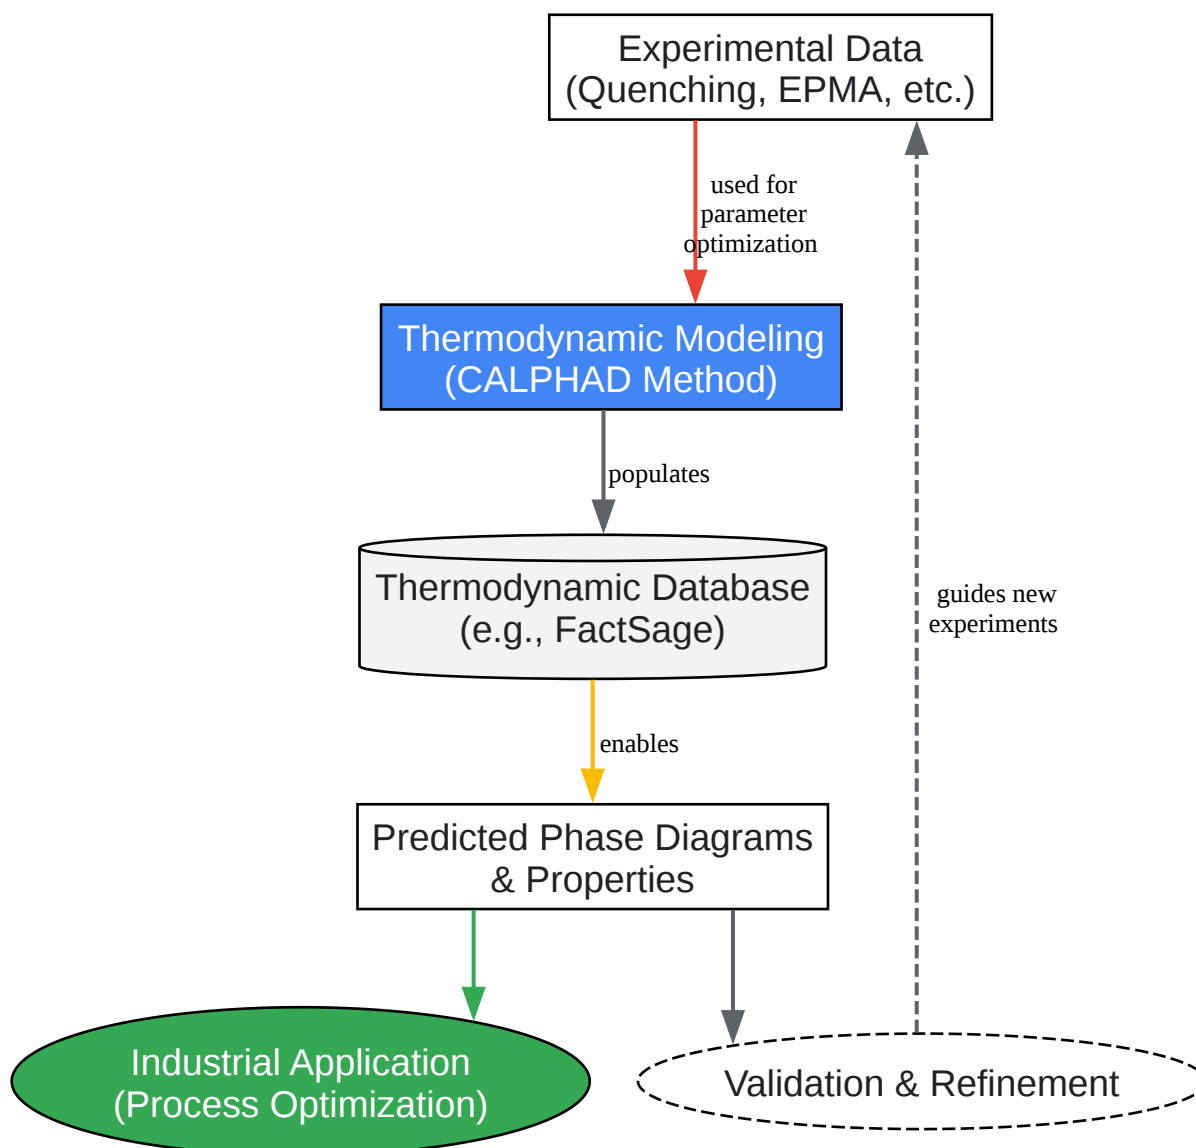 Experimental Data
(Quenching, EPMA, etc.)
used for
parameter
optimization
Thermodynamic Modeling
(CALPHAD Method)
populates
Thermodynamic Database
(e.g., FactSage)
guides new
experiments
enables
Predicted Phase Diagrams
& Properties
Industrial Application
(Process Optimization)
Validation & Refinement